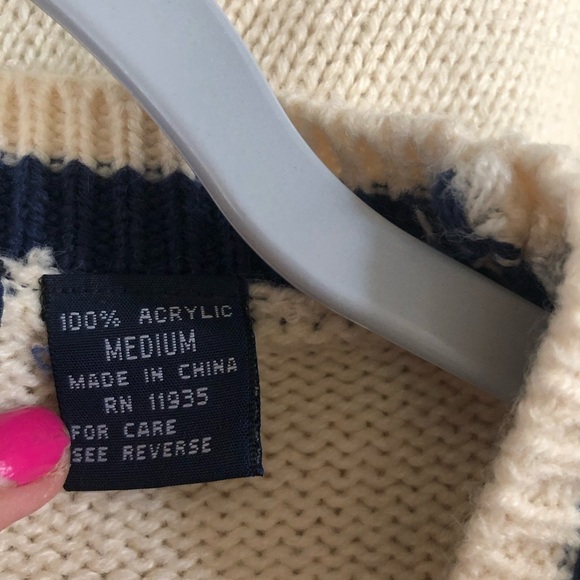 100% ACRYLIC
MEDIUM
MADE IN CHINA
RN 11935
FOR CARE
SEE REVERSE